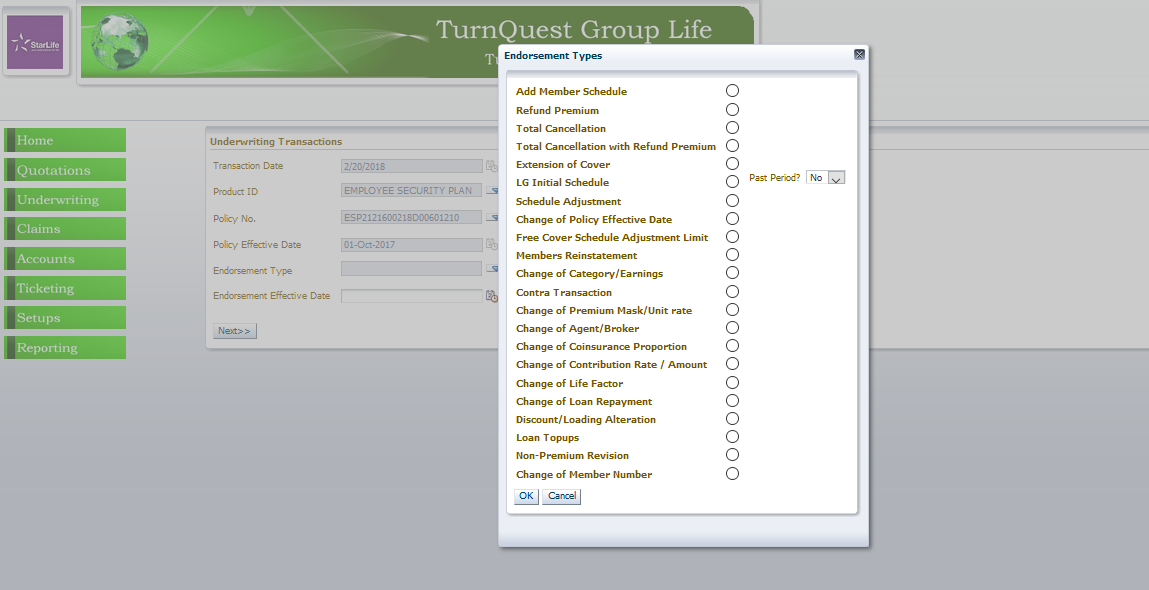 StarLife
TurnQuest Group Life
Tu
Home
Quotations
Underwriting
Claims
Accounts
Ticketing
Setups
Reporting
Underwriting Transactions
Transaction Date 2/20/2018
Product ID EMPLOYEE SECURITY PLAN
Policy No. ESP2121600218D00601210
Policy Effective Date 01-Oct-2017
Endorsement Type
Endorsement Effective Date
Next>>
Endorsement Types
Add Member Schedule
Refund Premium
Total Cancellation
Total Cancellation with Refund Premium
Extension of Cover
LG Initial Schedule Past Period? No
Schedule Adjustment
Change of Policy Effective Date
Free Cover Schedule Adjustment Limit
Members Reinstatement
Change of Category/Earnings
Contra Transaction
Change of Premium Mask/Unit rate
Change of Agent/Broker
Change of Coinsurance Proportion
Change of Contribution Rate / Amount
Change of Life Factor
Change of Loan Repayment
Discount/Loading Alteration
Loan Topups
Non-Premium Revision
Change of Member Number
OK Cancel